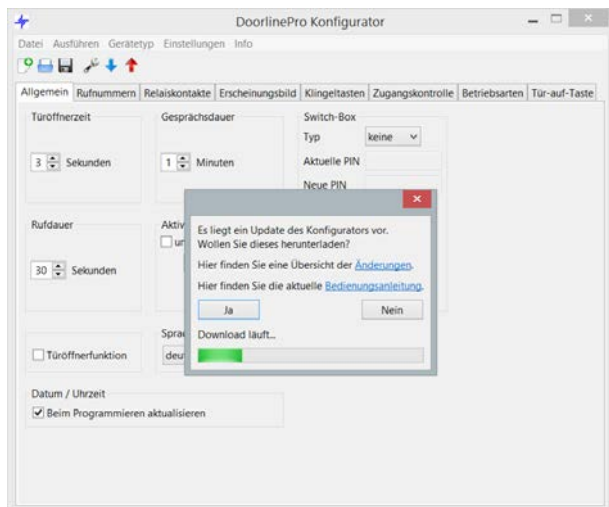 DoorlinePro Konfigurator
Datei Ausführen Gerätetyp Einstellungen Info
Allgemein Rufnummern Relaiskontakte Erscheinungsbild Klingeltasten Zugangskontrolle Betriebsarten Tür-auf-Taste
Türöffnerzeit Gesprächsdauer Switch-Box
Typ keine
3 Sekunden 1 Minuten Aktuelle PIN
Neue PIN
Rufdauer
Es liegt ein Update des Konfigurators vor.
Wollen Sie dieses herunterladen?
Hier finden Sie eine Übersicht der Änderungen.
30 Sekunden
Hier finden Sie die aktuelle Bedienungsanleitung.
Ja Nein
Download läuft...
Türöffnerfunktion
Datum / Uhrzeit
Beim Programmieren aktualisieren